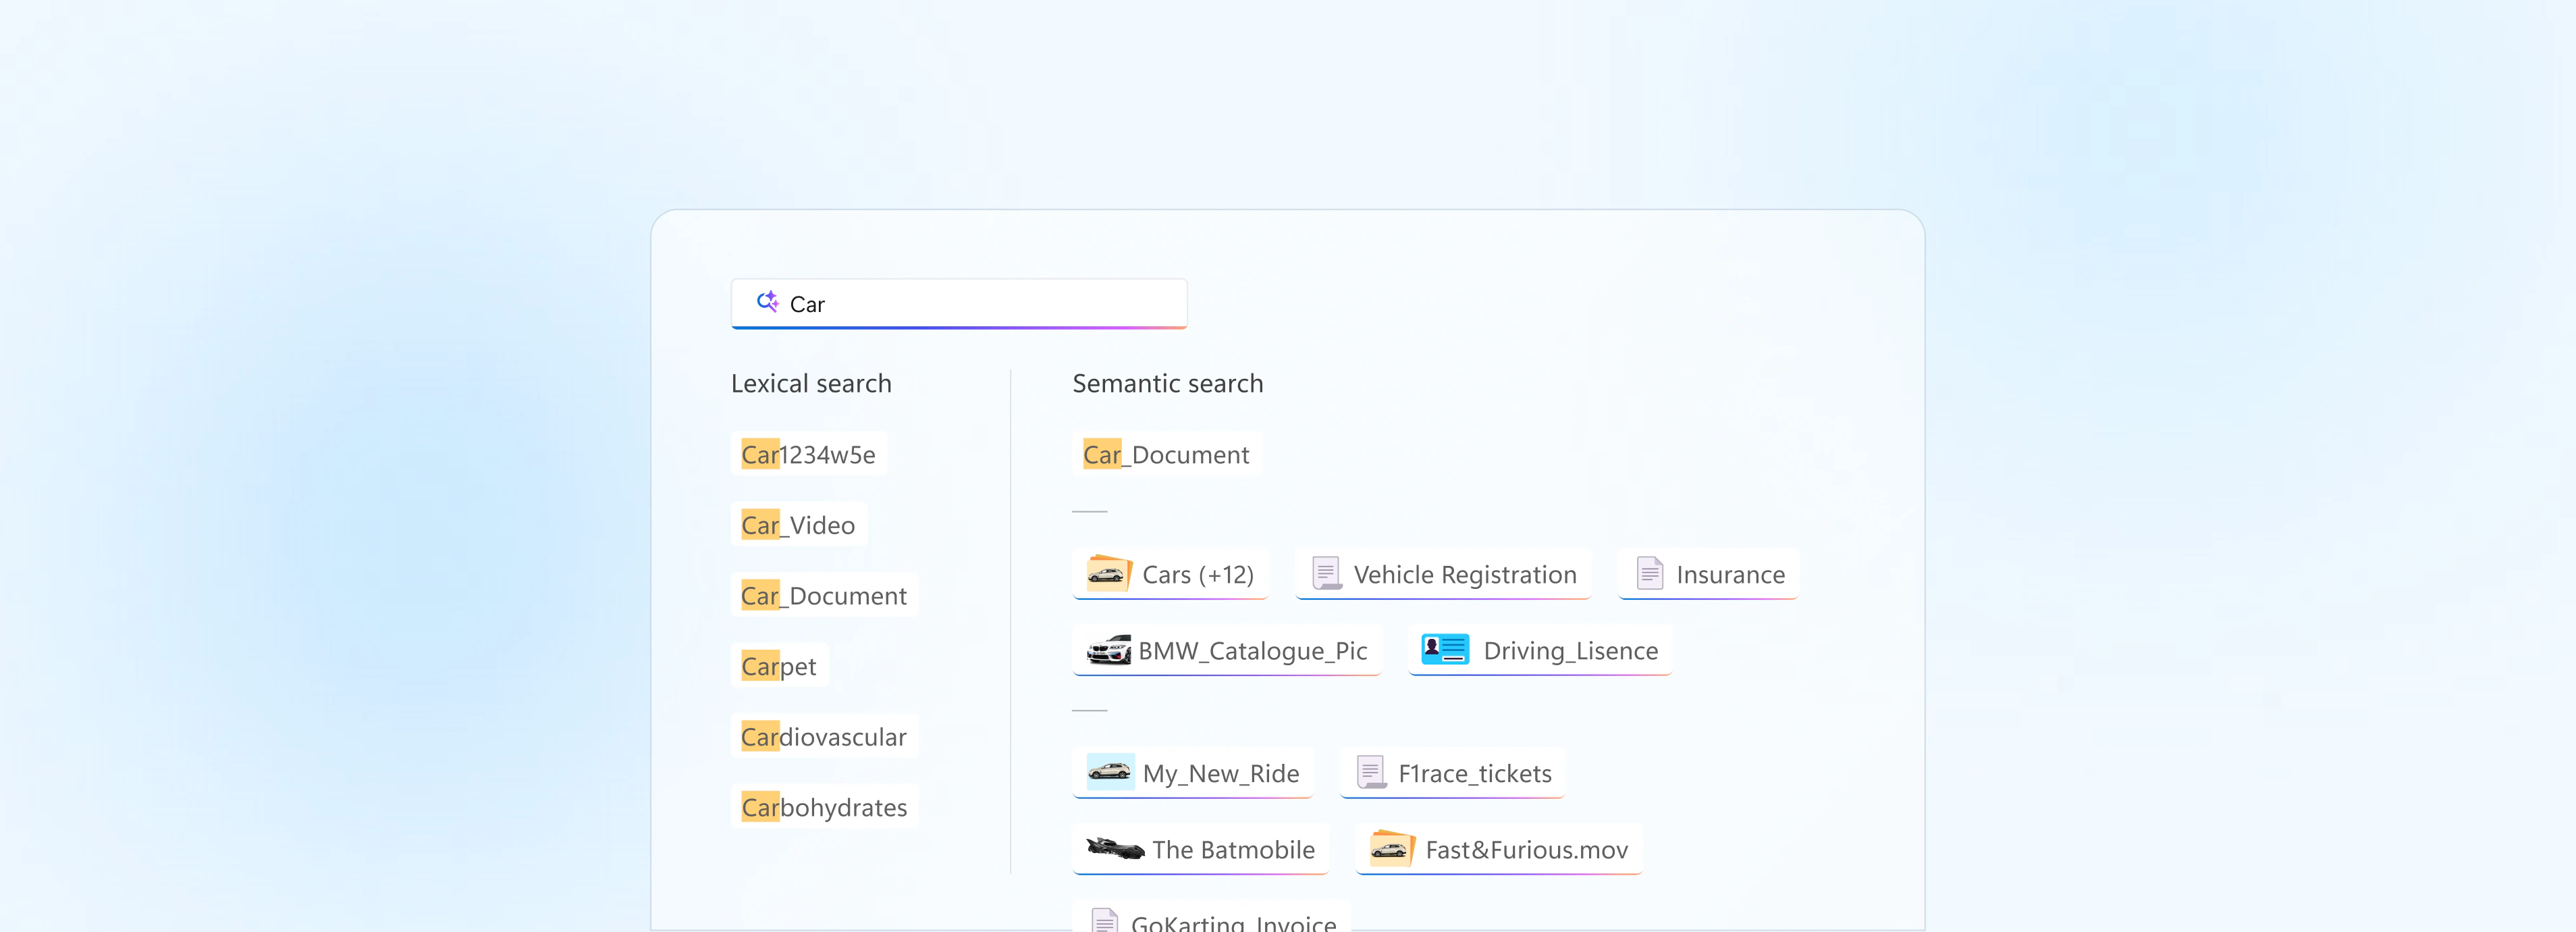 Car
Lexical search
Car1234w5e
Car_Video
Car_Document
Carpet
Cardiovascular
Carbohydrates
Semantic search
Car_Document
Cars (+12) Vehicle Registration Insurance
BMW_Catalogue_Pic Driving_Lisence
My_New_Ride F1race_tickets
The Batmobile Fast&Furious.mov
GoKarting_Invoice